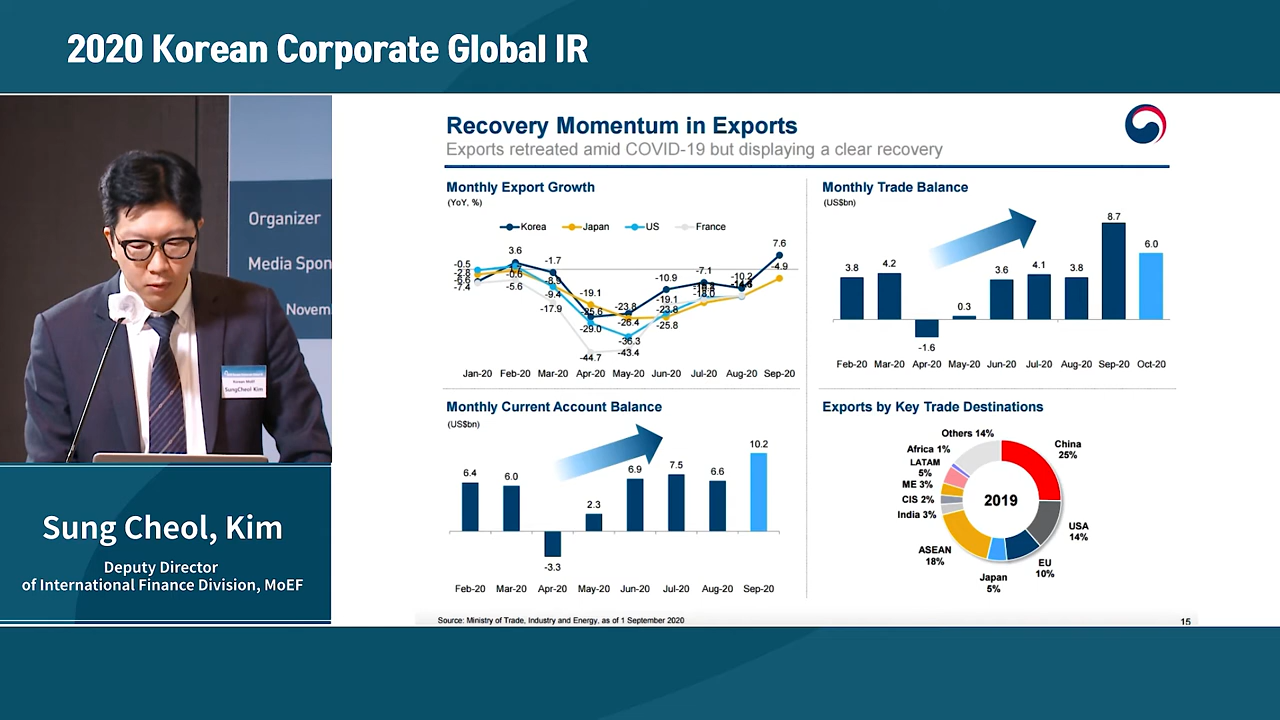 2020 Korean Corporate Global IR
Organizer
Media Spon
Novem
Korean MoEF
SungCheol Kim
Sung Cheol, Kim
Deputy Director
of International Finance Division, MoEF
Recovery Momentum in Exports
Exports retreated amid COVID-19 but displaying a clear recovery
Monthly Export Growth
(YoY, %)
Korea Japan US France
7.6
3.6
-0.5
-1.7
-2.8
-4.9
-7.1
-7.4
-5.6
-9.4
-10.9
-10.2
-17.9
-19.1
-19.1
-23.8
-23.8
-25.6
-26.4
-25.8
-29.0
-36.3
-44.7
-43.4
Jan-20 Feb-20 Mar-20 Apr-20 May-20 Jun-20 Jul-20 Aug-20 Sep-20
Monthly Trade Balance
(US$bn)
3.8 4.2 -1.6 0.3 3.6 4.1 3.8 8.7 6.0
Feb-20 Mar-20 Apr-20 May-20 Jun-20 Jul-20 Aug-20 Sep-20 Oct-20
Monthly Current Account Balance
(US$bn)
6.4 6.0 -3.3 2.3 6.9 7.5 6.6 10.2
Feb-20 Mar-20 Apr-20 May-20 Jun-20 Jul-20 Aug-20 Sep-20
Exports by Key Trade Destinations
2019
China
25%
USA
14%
EU
10%
Japan
5%
ASEAN
18%
India 3%
CIS 2%
ME 3%
LATAM
5%
Africa 1%
Others 14%
Source: Ministry of Trade, Industry and Energy, as of 1 September 2020
15